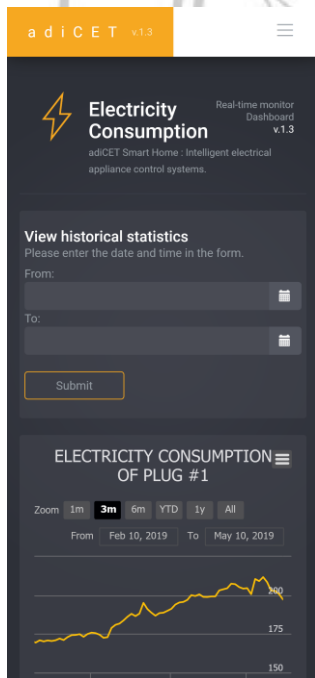 adiCET v.1.3
Electricity Consumption
Real-time monitor
Dashboard
v.1.3
adiCET Smart Home : Intelligent electrical
appliance control systems.
View historical statistics
Please enter the date and time in the form.
From:
To:
Submit
ELECTRICITY CONSUMPTION
OF PLUG #1
Zoom 1m 3m 6m YTD 1y All
From Feb 10, 2019 To May 10, 2019
200
175
150